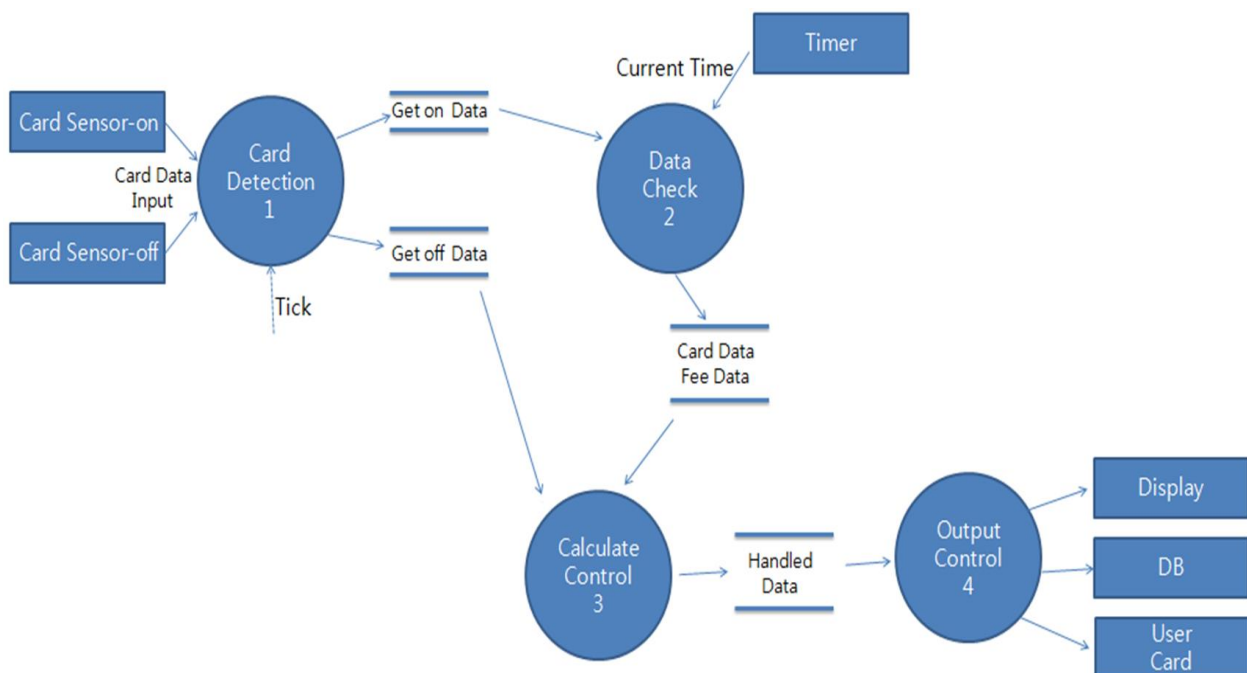 Timer
Current Time
Card Sensor-on
Get on Data
Card
Detection
1
Data
Check
2
Card Data
Input
Card Sensor-off
Get off Data
Tick
Card Data
Fee Data
Calculate
Control
3
Handled
Data
Output
Control
4
Display
DB
User
Card